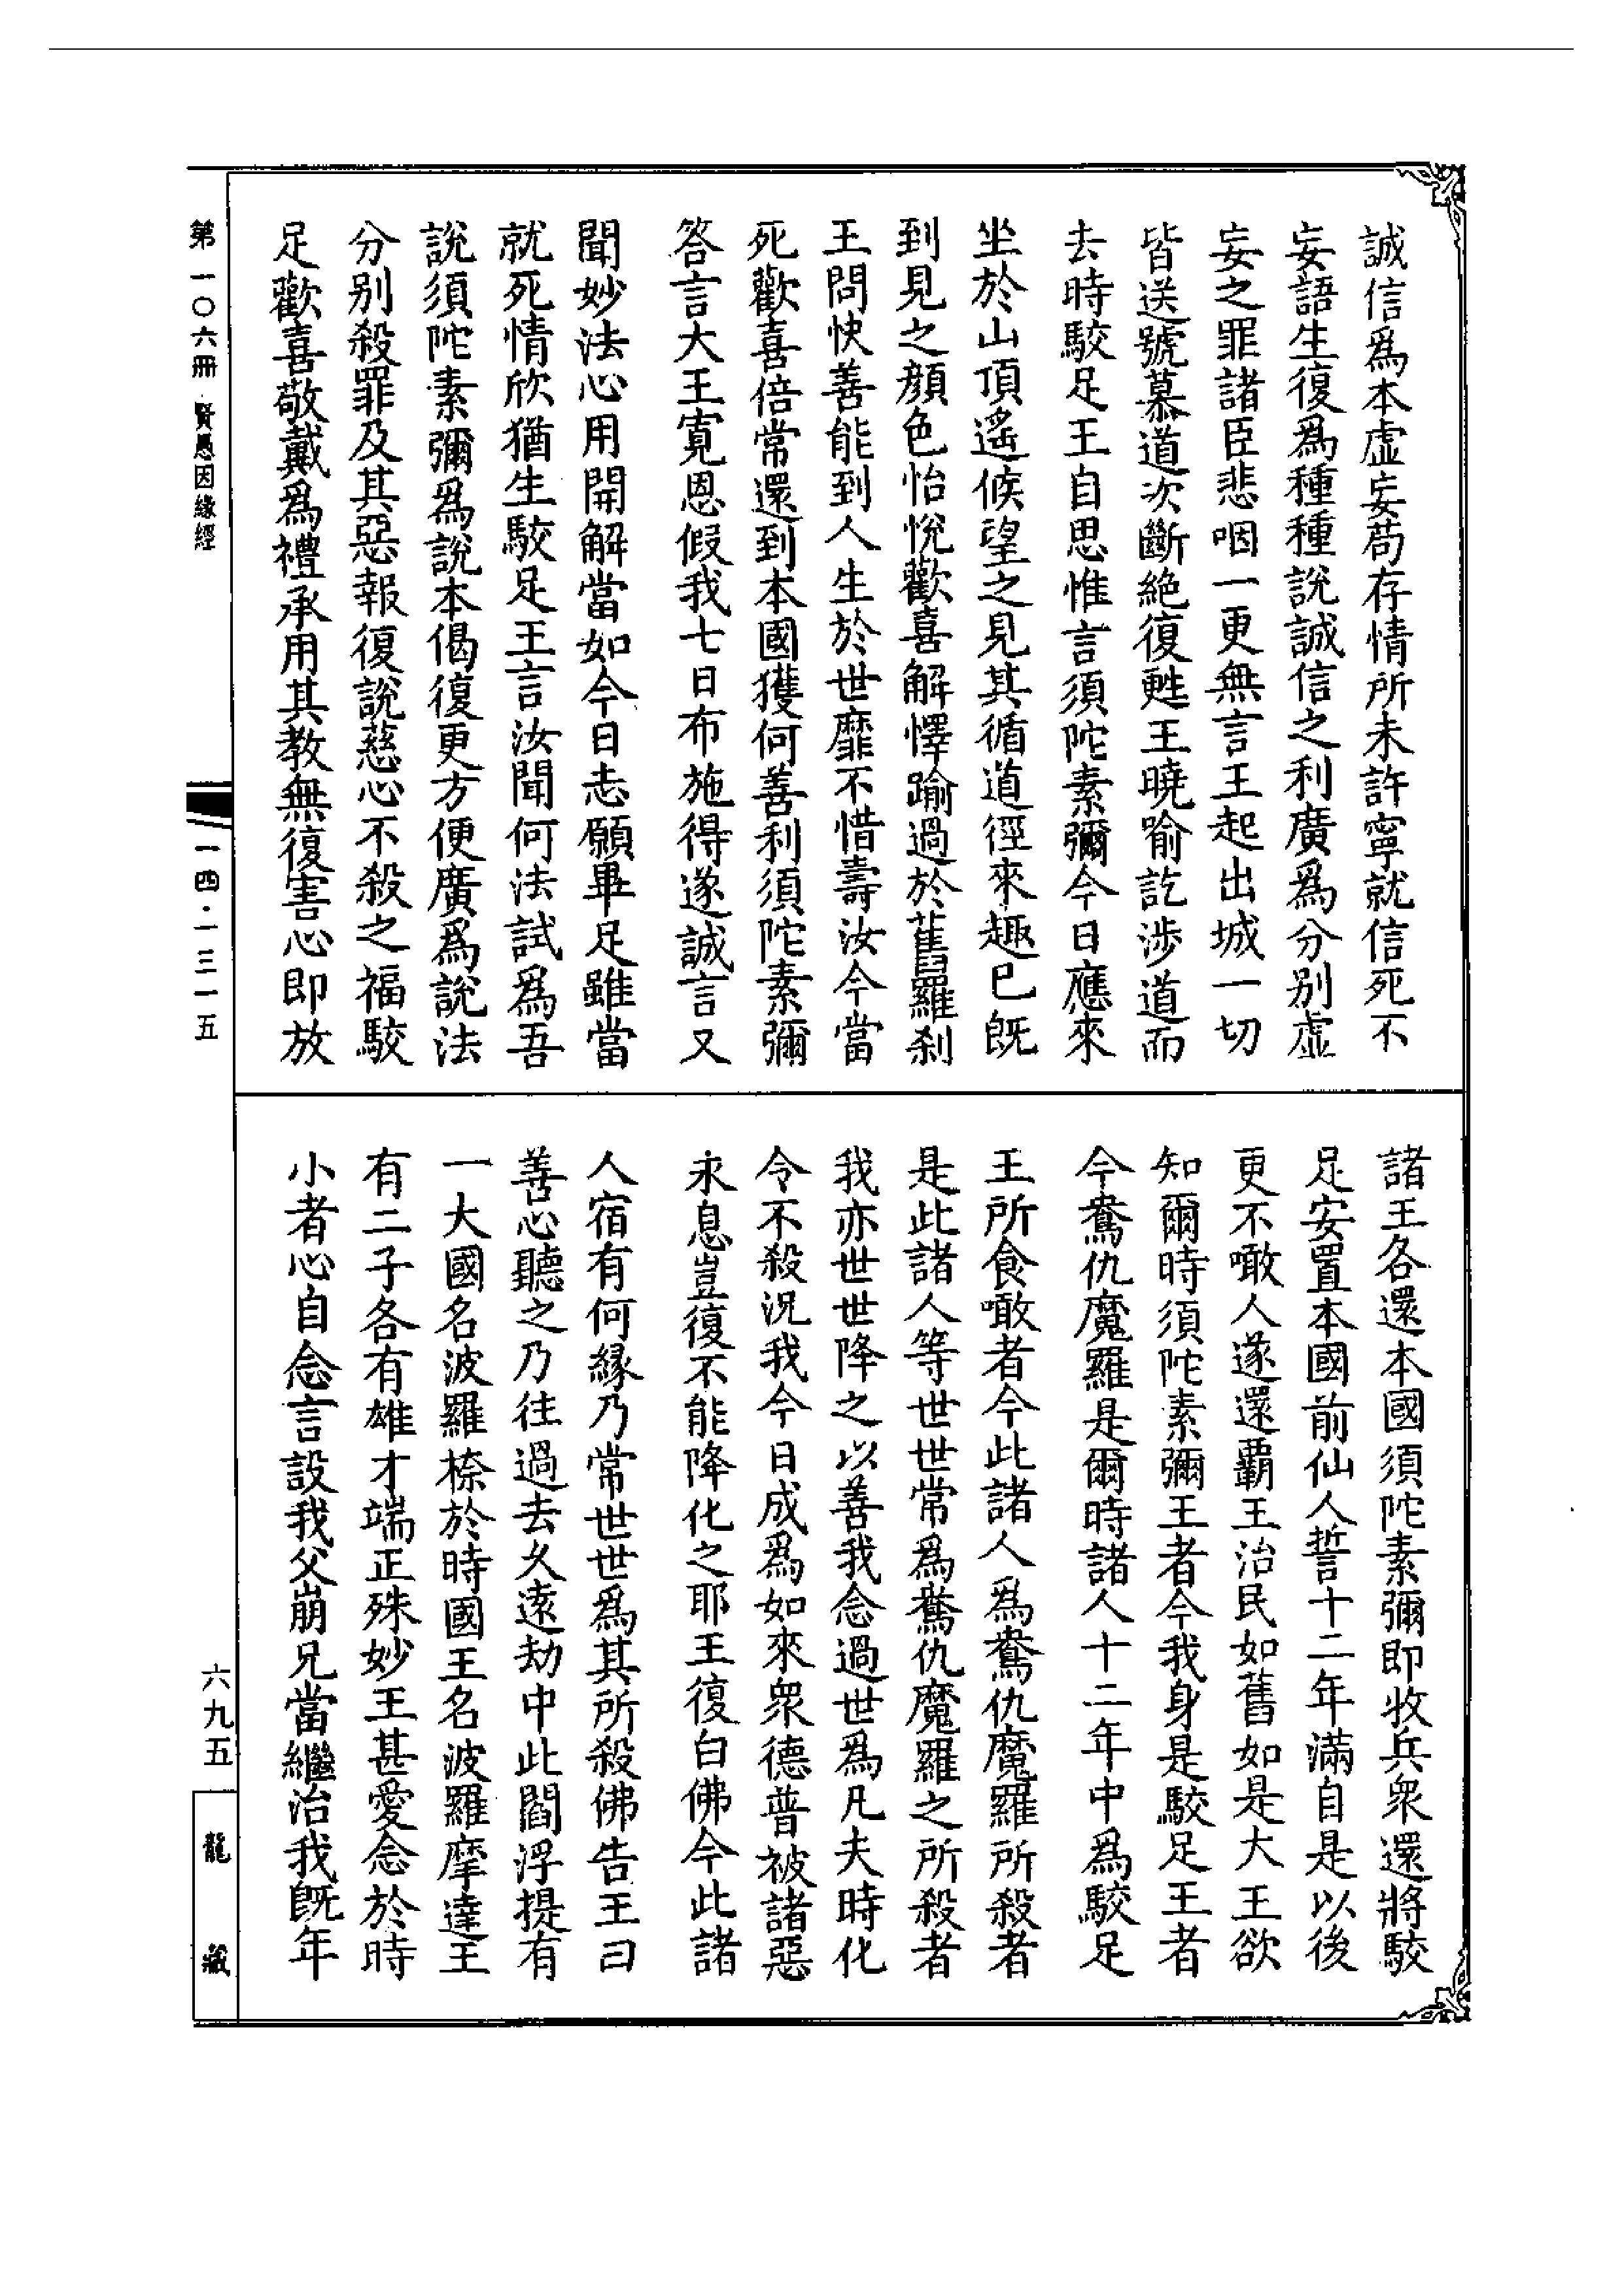 誠信爲本虛妄苟存情所未許寧就信死不
妄語生復爲種種說誠信之利廣爲分別虛
妄之罪諸臣悲咽一更無言王起出城一切
皆送號慕道次斷絶復甦王曉喻訖涉道而
去時駮足王自思惟言須陀素彌今日應來
坐於山頂遙候望之見其循道徑來趣已旣
到見之顏色怡悅歡喜解懌踰過於舊羅刹
王問快善能到人生於世靡不惜壽汝今當
死歡喜倍常還到本國獲何善利須陀素彌
答言大王寬恩假我七日布施得遂誠言又
聞妙法心用開解當如今日志願畢足雖當
就死情欣猶生駮足王言汝聞何法試爲吾
說須陀素彌爲說本偈復更方便廣爲說法
分別殺罪及其惡報復說慈心不殺之福駮
足歡喜敬戴爲禮承用其教無復害心即放
諸王各還本國須陀素彌即收兵衆還將駮
足安置本國前仙人誓十二年滿自是以後
更不噉人遂還霸王治民如舊如是大王欲
知爾時須陀素彌王者今我身是駮足王者
今鴦仇魔羅是爾時諸人十二年中爲駮足
王所食噉者今此諸人爲鴦仇魔羅所殺者
是此諸人等世世常爲鴦仇魔羅之所殺者
我亦世世降之以善我念過世爲凡夫時化
令不殺況我今日成爲如來衆德普被諸惡
永息豈復不能降化之耶王復白佛今此諸
人宿有何緣乃常世世爲其所殺佛告王曰
善心聽之乃往過去久遠劫中此閻浮提有
一大國名波羅㮈於時國王名波羅摩達王
有二子各有雄才端正殊妙王甚愛念於時
小者心自念言設我父崩兄當繼治我旣年
第一〇六冊 賢愚因緣經
一四·一三一五
六九五
龍藏